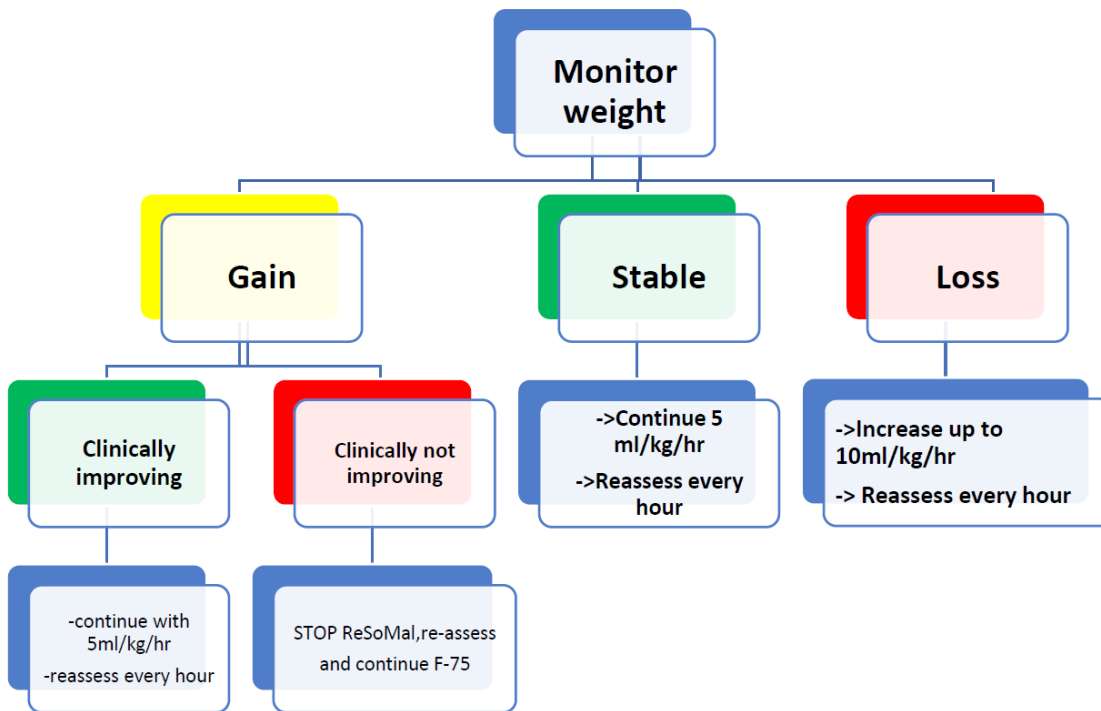 Monitor
weight
Gain
Stable
Loss
Clinically
improving
Clinically not
improving
->Continue 5
ml/kg/hr
->Reassess every
hour
->Increase up to
10ml/kg/hr
-> Reassess every hour
-continue with
5ml/kg/hr
-reassess every hour
STOP ReSoMal,re-assess
and continue F-75